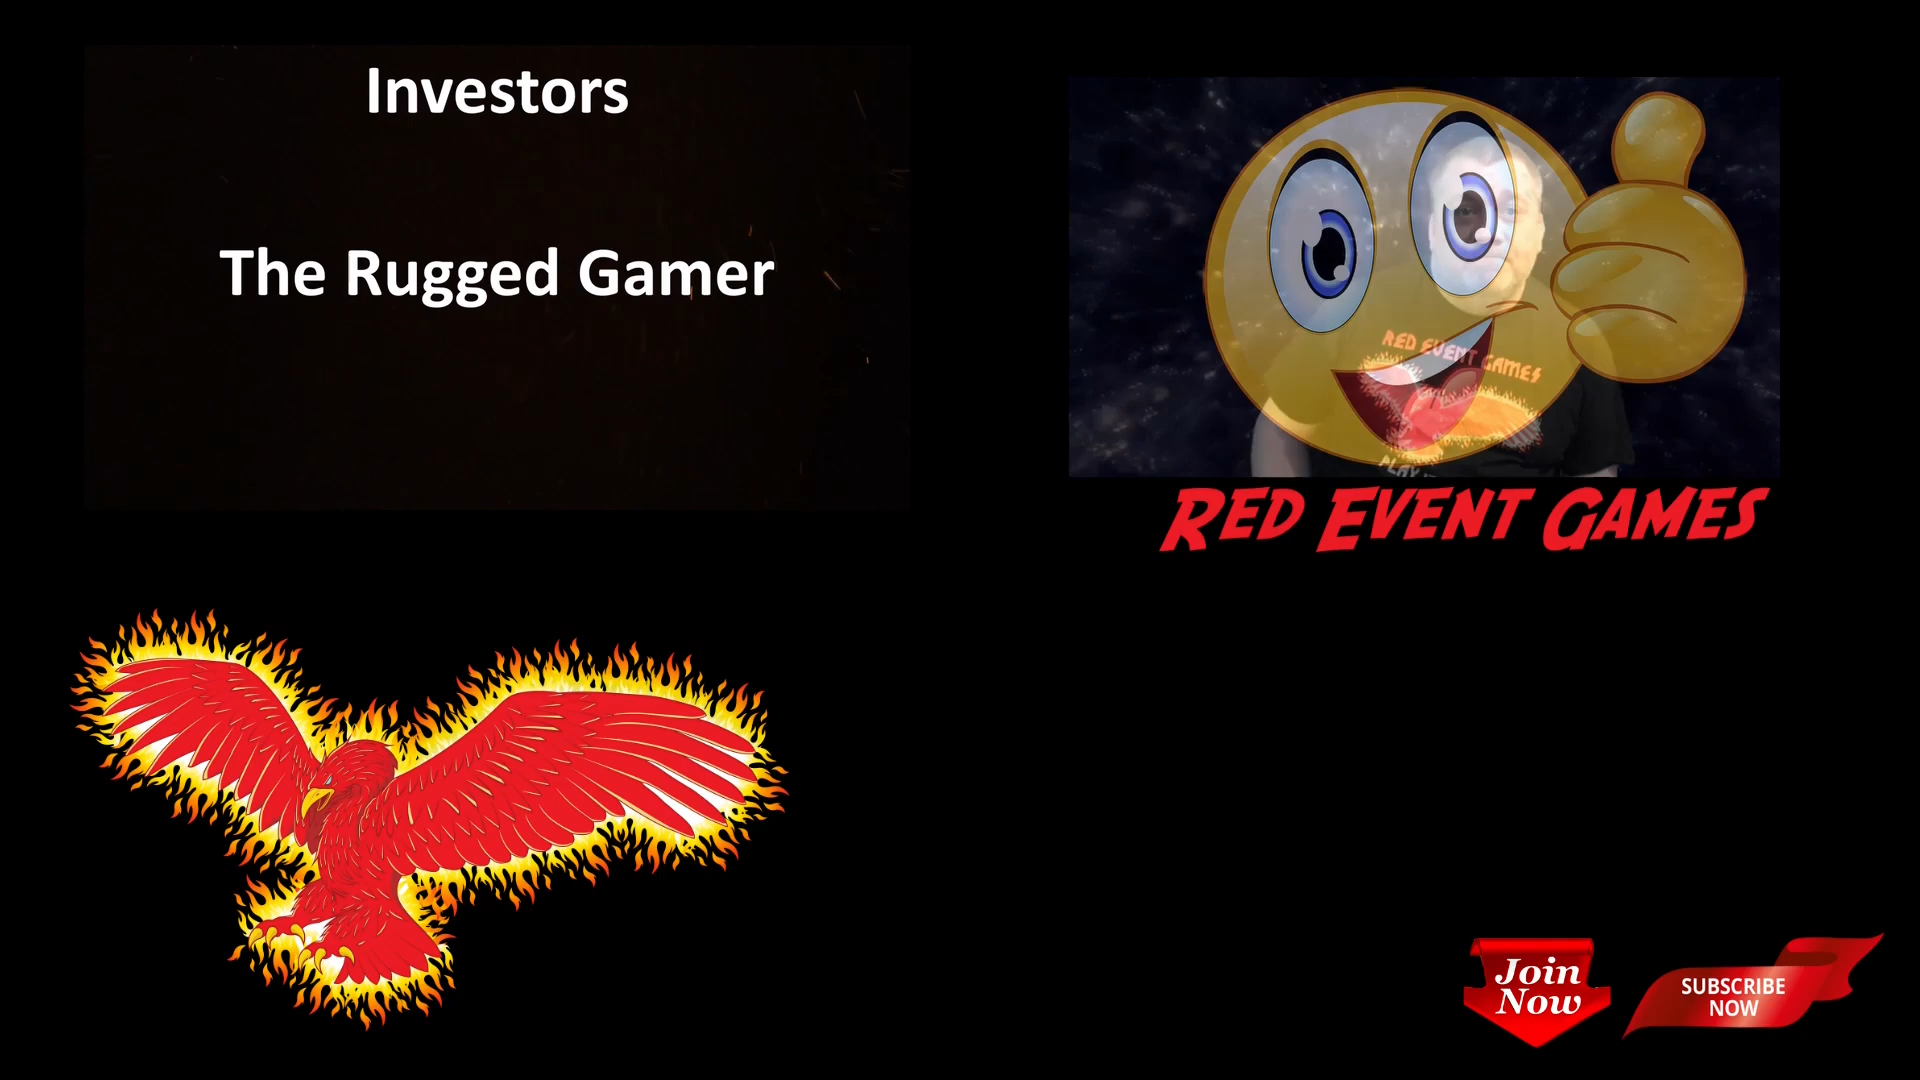 Investors
The Rugged Gamer
RED EVENT GAMES
RED EVENT GAMES
Join
Now
SUBSCRIBE
NOW